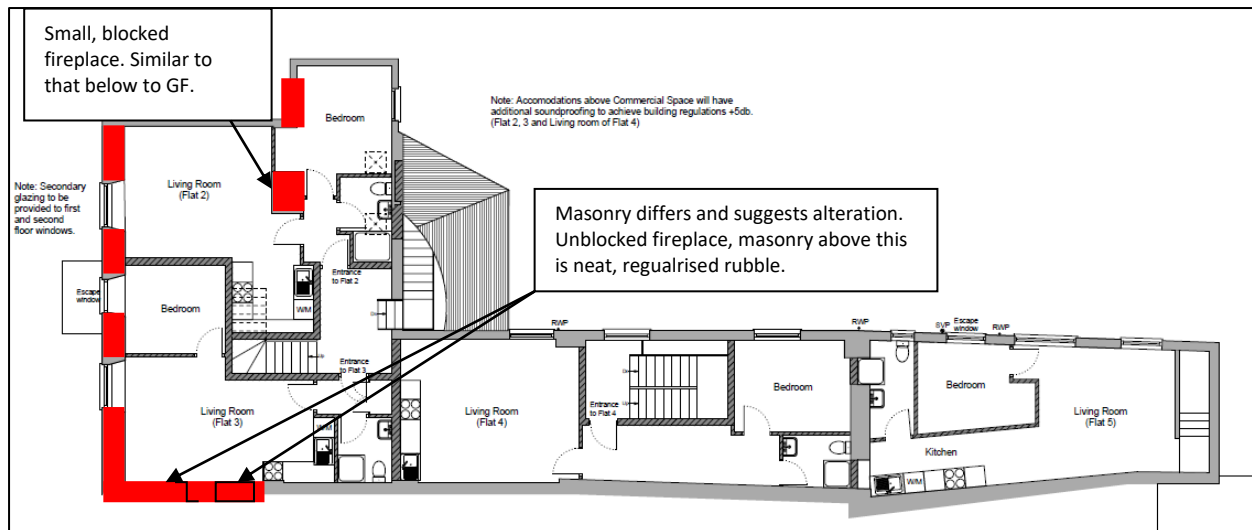 Small, blocked
fireplace. Similar to
that below to GF.
Bedroom
Note: Accomodations above Commercial Space will have
additional soundproofing to achieve building regulations +5db.
(Flat 2, 3 and Living room of Flat 4)
Living Room
(Flat 2)
Note: Secondary
glazing to be
provided to first
and second
floor windows.
Masonry differs and suggests alteration.
Unblocked fireplace, masonry above this
is neat, regualrised rubble.
Entrance
to Flat 2
Escape
window
Bedroom
W/M
Dn
RWP
RWP
SVP
Escape
window
RWP
Up
Entrance
to Flat 3
Dn
Up
Bedroom
Bedroom
Living Room
(Flat 3)
Living Room
(Flat 4)
Entrance
to Flat 4
Living Room
(Flat 5)
W/M
Kitchen
W/M